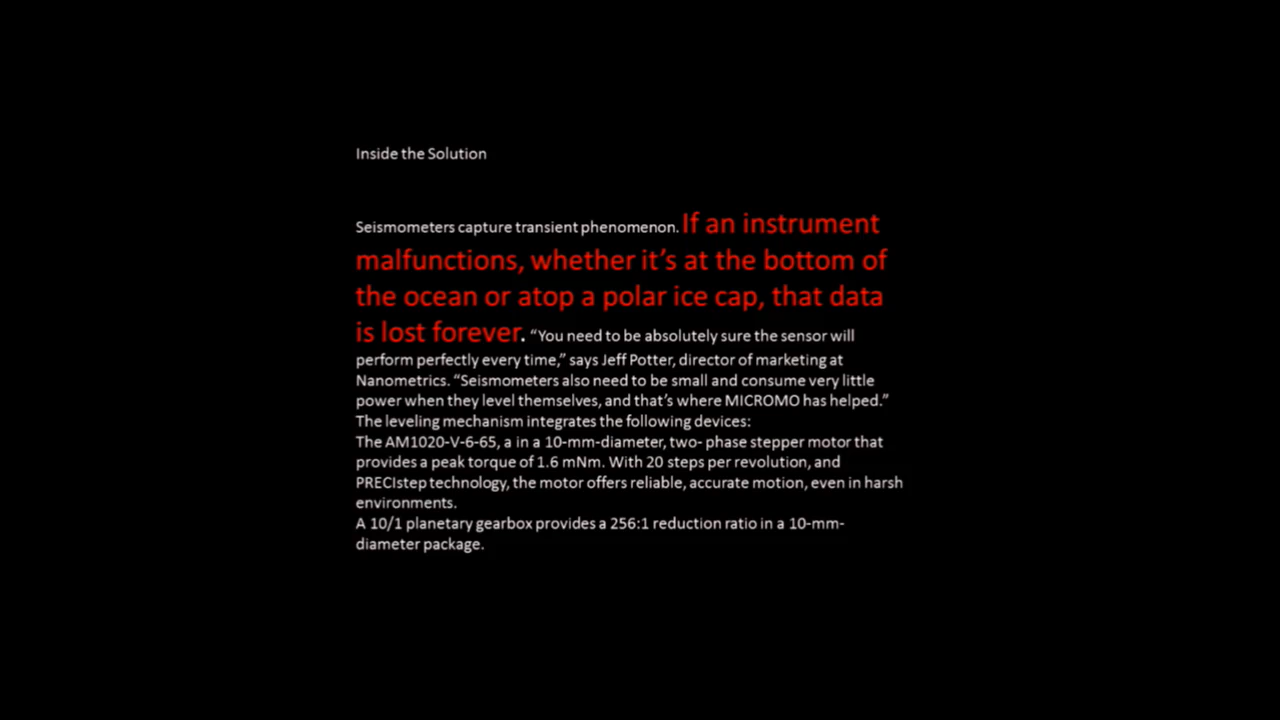 Inside the Solution
Seismometers capture transient phenomenon. If an instrument
malfunctions, whether it’s at the bottom of
the ocean or atop a polar ice cap, that data
is lost forever. “You need to be absolutely sure the sensor will
perform perfectly every time,” says Jeff Potter, director of marketing at
Nanometrics. “Seismometers also need to be small and consume very little
power when they level themselves, and that’s where MICROMO has helped.”
The leveling mechanism integrates the following devices:
The AM1020-V-6-65, a in a 10-mm-diameter, two- phase stepper motor that
provides a peak torque of 1.6 mNm. With 20 steps per revolution, and
PRECIstep technology, the motor offers reliable, accurate motion, even in harsh
environments.
A 10/1 planetary gearbox provides a 256:1 reduction ratio in a 10-mm-
diameter package.